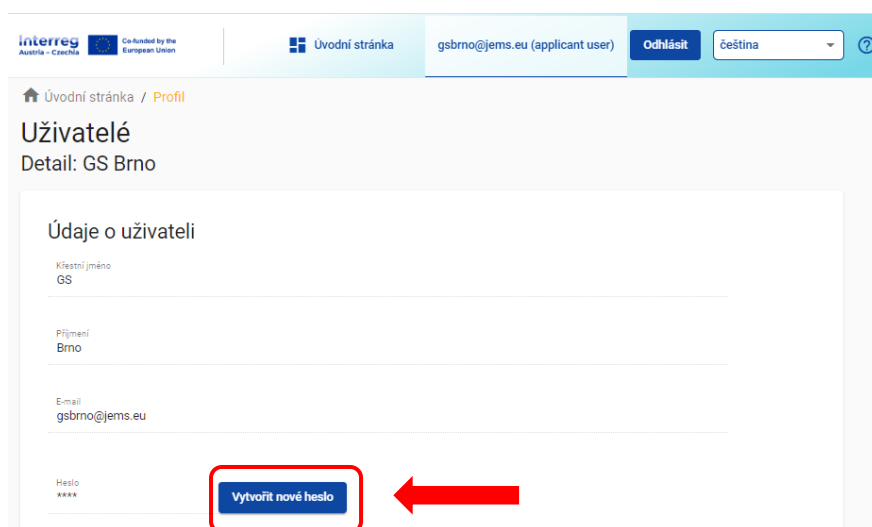 Interreg
Austria – Czechia
Co-funded by the
European Union
Úvodní stránka
gsbrno@jems.eu (applicant user)
Odhlásit
čeština
Úvodní stránka / Profil
Uživatelé
Detail: GS Brno
Údaje o uživateli
Křestní jméno
GS
Příjmení
Brno
E-mail
gsbrno@jems.eu
Heslo
****
Vytvořit nové heslo